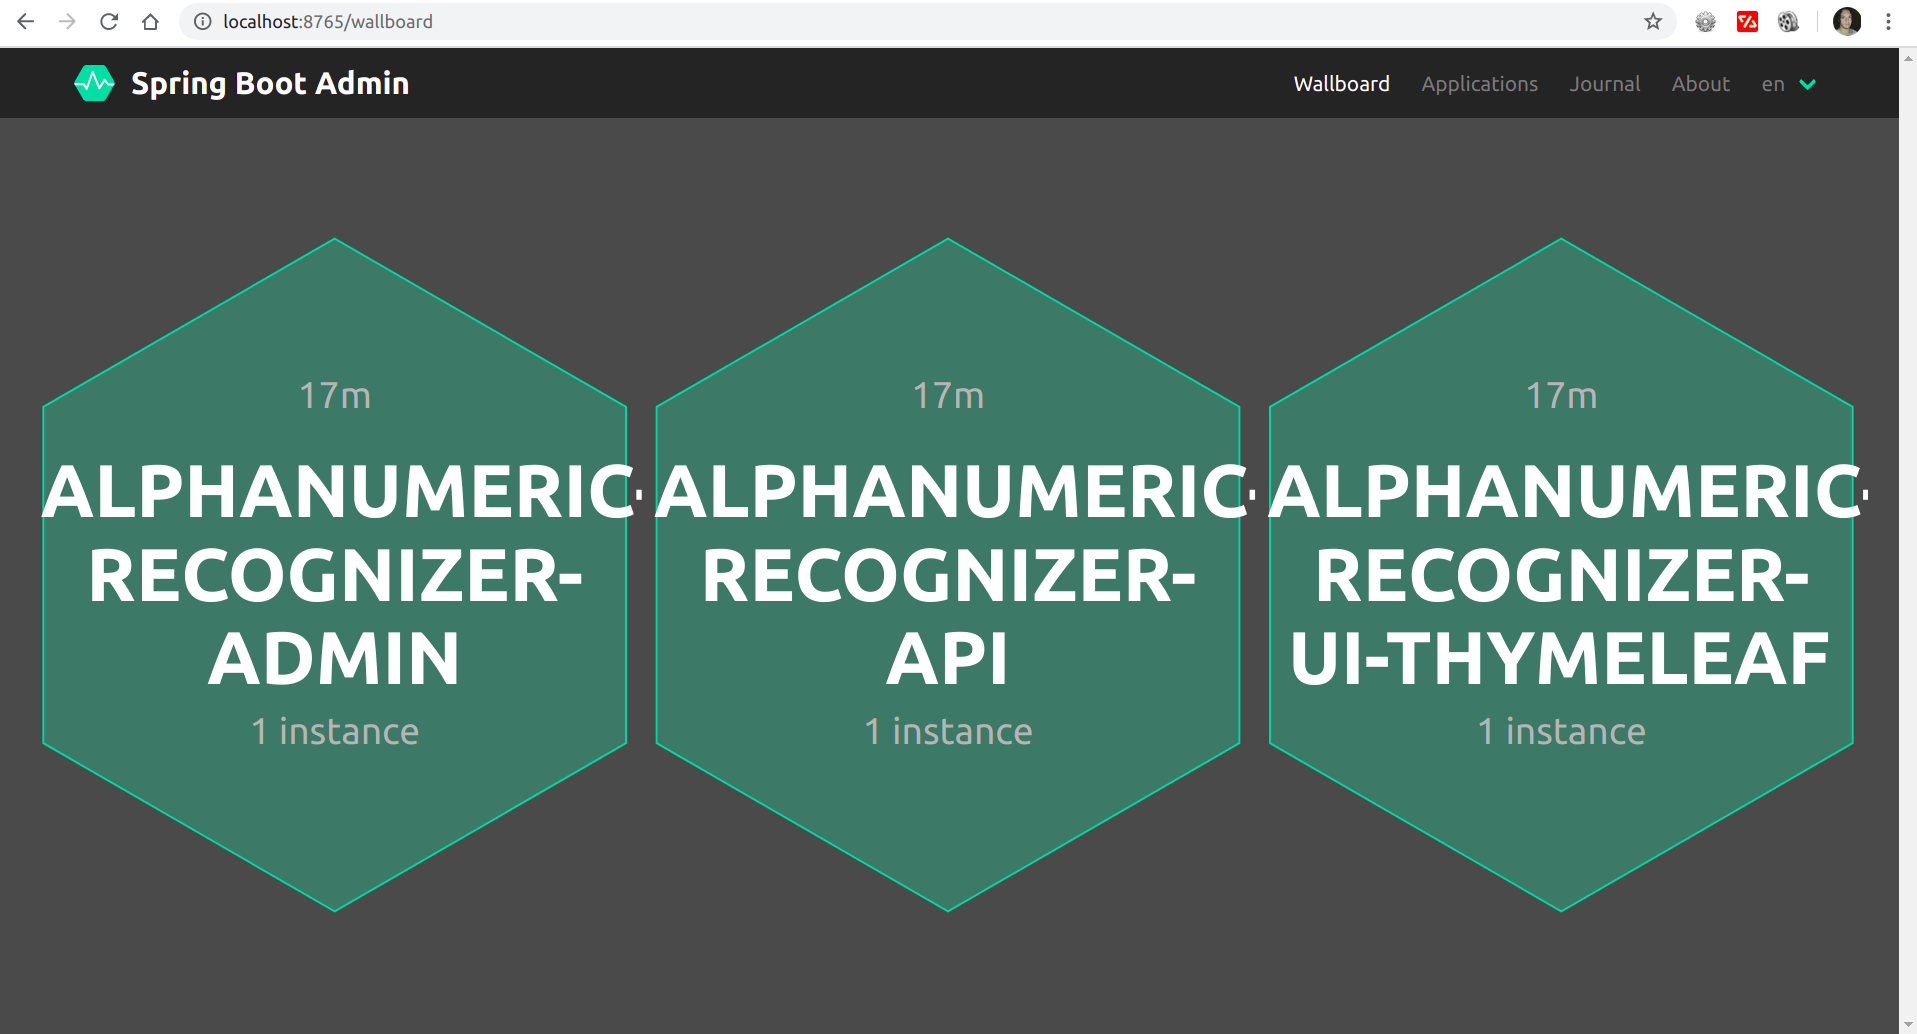 localhost:8765/wallboard
Spring Boot Admin
Wallboard Applications Journal About en
17m
ALPHANUMERIC-
RECOGNIZER-
ADMIN
1 instance
17m
ALPHANUMERIC-
RECOGNIZER-
API
1 instance
17m
ALPHANUMERIC-
RECOGNIZER-
UI-THYMELEAF
1 instance